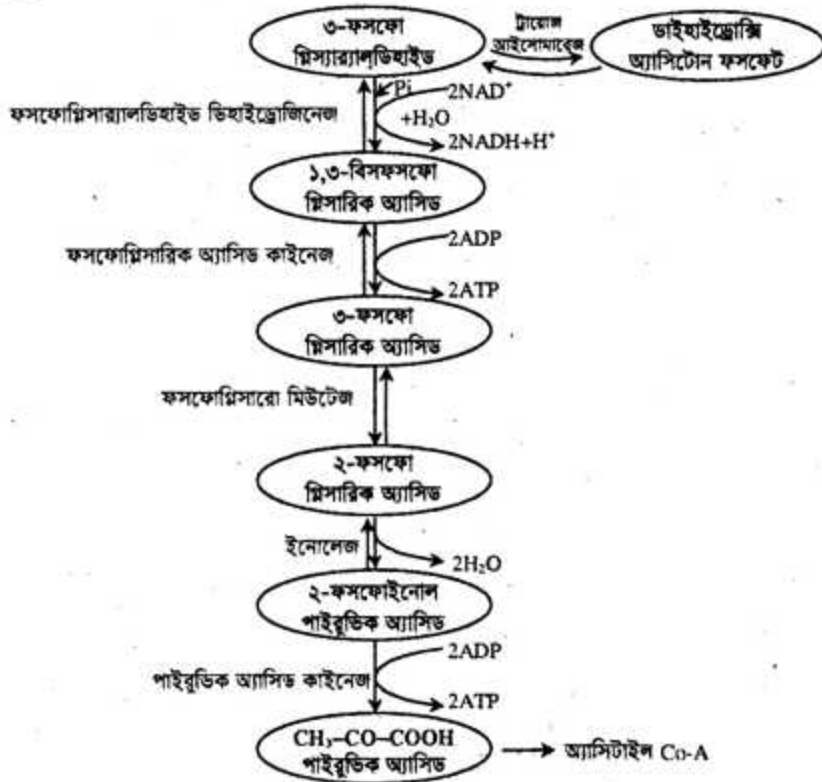 ৩-ফসফো
গ্লিস্যার‍্যাল্ডিহাইড
ট্রায়োজ
আইসোমারেজ
ডাইহাইড্রোক্সি
অ্যাসিটোন ফসফেট
Pi
2NAD⁺
ফসফোগ্লিসার‍্যালডিহাইড ডিহাইড্রোজিনেজ
+H₂O
2NADH+H⁺
১,৩-বিসফসফো
গ্লিসারিক অ্যাসিড
2ADP
ফসফোগ্লিসারিক অ্যাসিড কাইনেজ
2ATP
৩-ফসফো
গ্লিসারিক অ্যাসিড
ফসফোগ্লিসারো মিউটেজ
২-ফসফো
গ্লিসারিক অ্যাসিড
ইনোলেজ
2H₂O
২-ফসফোইনোল
পাইরুভিক অ্যাসিড
2ADP
পাইরুভিক অ্যাসিড কাইনেজ
2ATP
CH₃–CO–COOH
পাইরুভিক অ্যাসিড
অ্যাসিটাইল Co-A